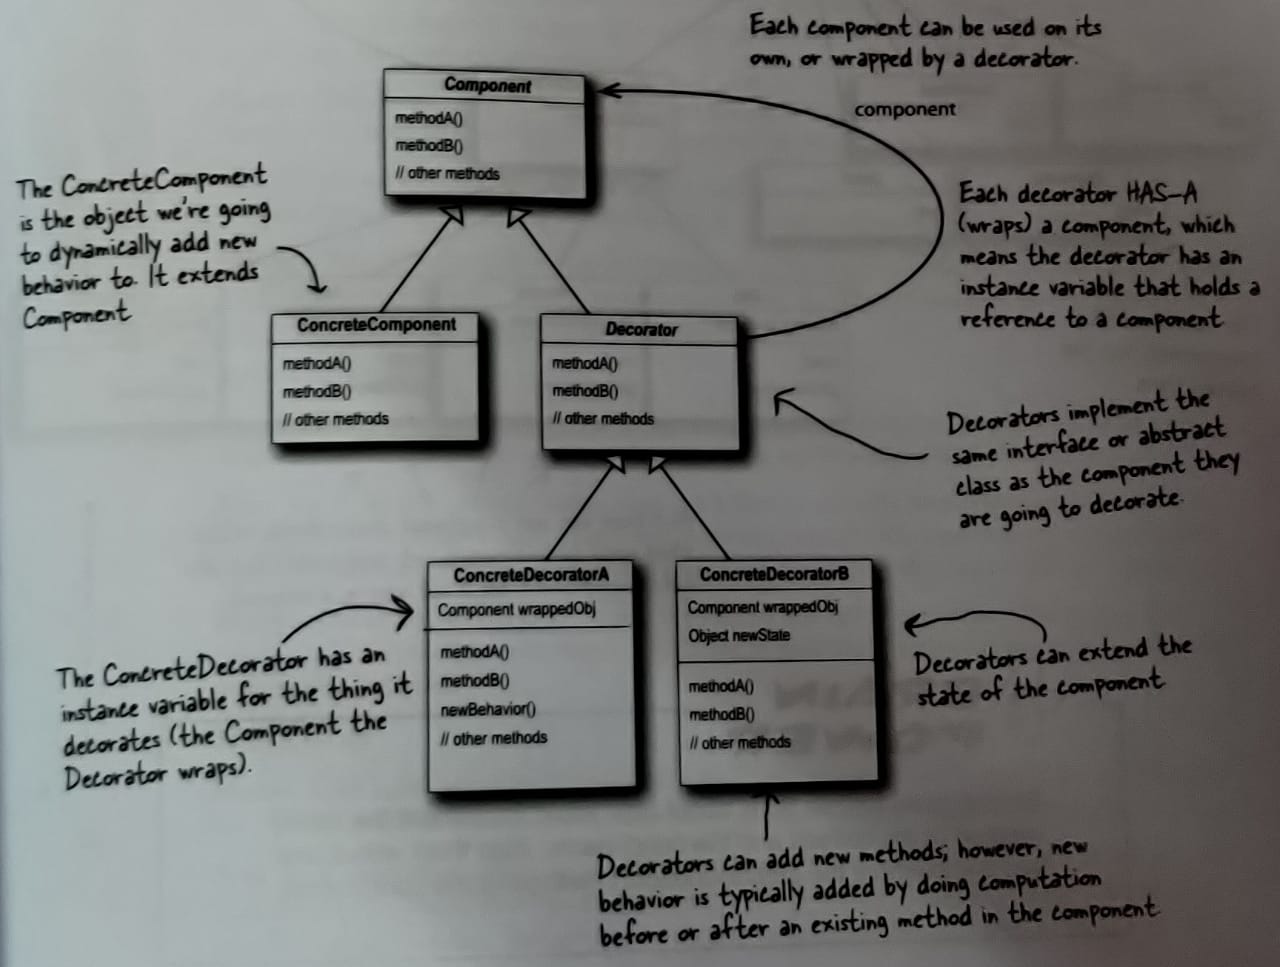 Each component can be used on its
own, or wrapped by a decorator.
Component
methodA()
methodB()
// other methods
component
The ConcreteComponent
is the object we're going
to dynamically add new
behavior to. It extends
Component
Each decorator HAS-A
(wraps) a component, which
means the decorator has an
instance variable that holds a
reference to a component
ConcreteComponent
methodA()
methodB()
// other methods
Decorator
methodA()
methodB()
// other methods
Decorators implement the
same interface or abstract
class as the component they
are going to decorate.
ConcreteDecoratorA
Component wrappedObj
methodA()
methodB()
newBehavior()
// other methods
ConcreteDecoratorB
Component wrappedObj
Object newState
methodA()
methodB()
// other methods
The ConcreteDecorator has an
instance variable for the thing it
decorates (the Component the
Decorator wraps).
Decorators can extend the
state of the component
Decorators can add new methods; however, new
behavior is typically added by doing computation
before or after an existing method in the component